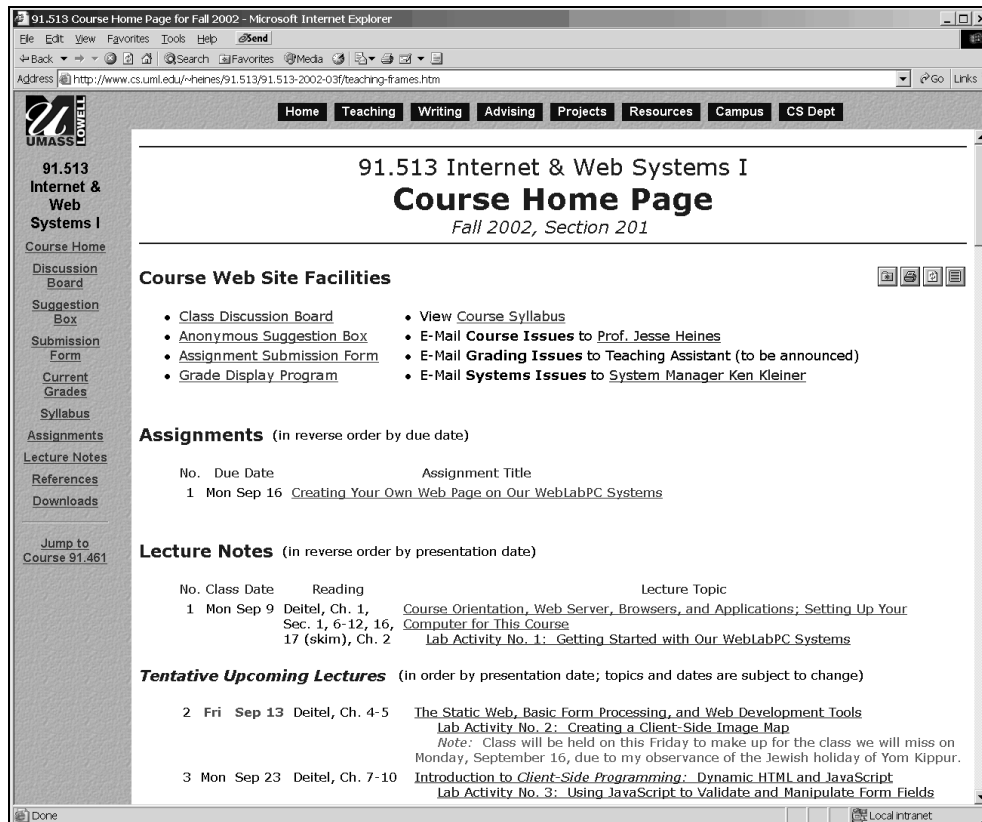 91.513 Course Home Page for Fall 2002 - Microsoft Internet Explorer
File Edit View Favorites Tools Help Send
Back Search Favorites Media
Address http://www.cs.uml.edu/~heines/91.513/91.513-2002-03f/teaching-frames.htm Go Links
UMASS LOWELL
Home Teaching Writing Advising Projects Resources Campus CS Dept
91.513
Internet &
Web
Systems I
Course Home
Discussion
Board
Suggestion
Box
Submission
Form
Current
Grades
Syllabus
Assignments
Lecture Notes
References
Downloads
Jump to
Course 91.461
91.513 Internet & Web Systems I
Course Home Page
Fall 2002, Section 201
Course Web Site Facilities
• Class Discussion Board
• Anonymous Suggestion Box
• Assignment Submission Form
• Grade Display Program
• View Course Syllabus
• E-Mail Course Issues to Prof. Jesse Heines
• E-Mail Grading Issues to Teaching Assistant (to be announced)
• E-Mail Systems Issues to System Manager Ken Kleiner
Assignments (in reverse order by due date)
No. Due Date Assignment Title
1 Mon Sep 16 Creating Your Own Web Page on Our WebLabPC Systems
Lecture Notes (in reverse order by presentation date)
No. Class Date Reading Lecture Topic
1 Mon Sep 9 Deitel, Ch. 1, Course Orientation, Web Server, Browsers, and Applications; Setting Up Your
Sec. 1, 6-12, 16, Computer for This Course
17 (skim), Ch. 2 Lab Activity No. 1: Getting Started with Our WebLabPC Systems
Tentative Upcoming Lectures (in order by presentation date; topics and dates are subject to change)
2 Fri Sep 13 Deitel, Ch. 4-5 The Static Web, Basic Form Processing, and Web Development Tools
Lab Activity No. 2: Creating a Client-Side Image Map
Note: Class will be held on this Friday to make up for the class we will miss on
Monday, September 16, due to my observance of the Jewish holiday of Yom Kippur.
3 Mon Sep 23 Deitel, Ch. 7-10 Introduction to Client-Side Programming: Dynamic HTML and JavaScript
Lab Activity No. 3: Using JavaScript to Validate and Manipulate Form Fields
Done Local intranet